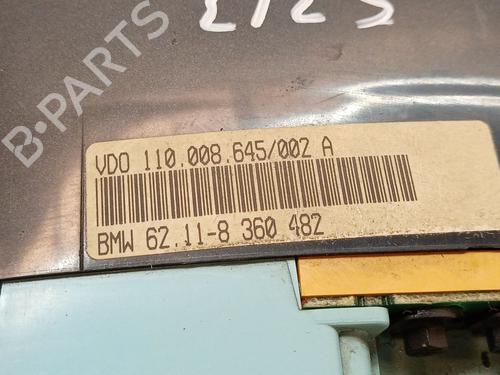 B-PARTS
VDO 110.008.645/002 A
BMW 62.11-8 360 482